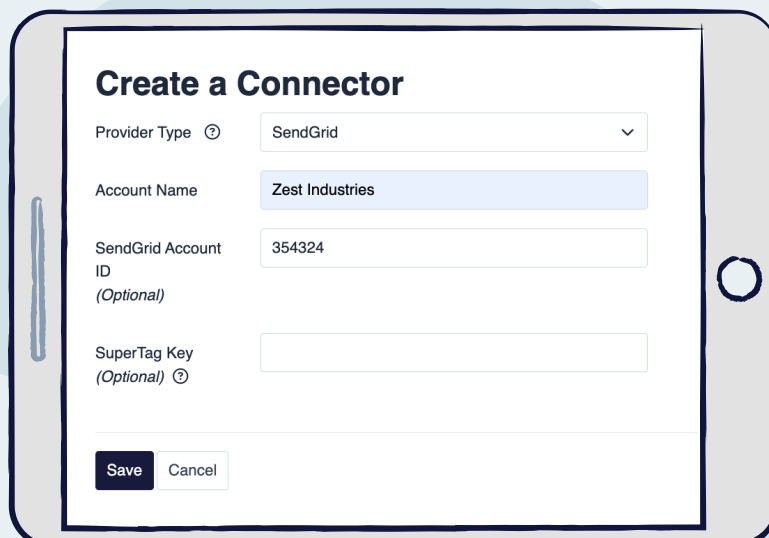 Create a Connector
Provider Type ?
SendGrid
Account Name
Zest Industries
SendGrid Account
ID
(Optional)
354324
SuperTag Key
(Optional) ?
Save
Cancel